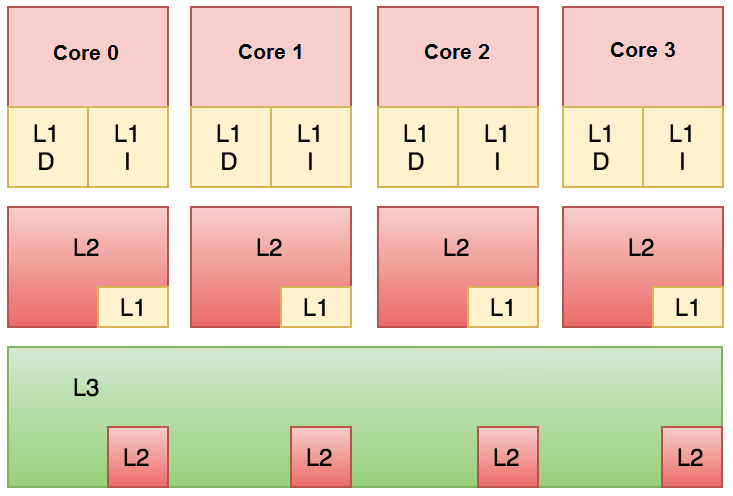 Core 0 Core 1 Core 2 Core 3
L1 L1 L1 L1 L1 L1 L1 L1
D I D I D I D I
L2 L2 L2 L2
L1 L1 L1 L1
L3
L2 L2 L2 L2